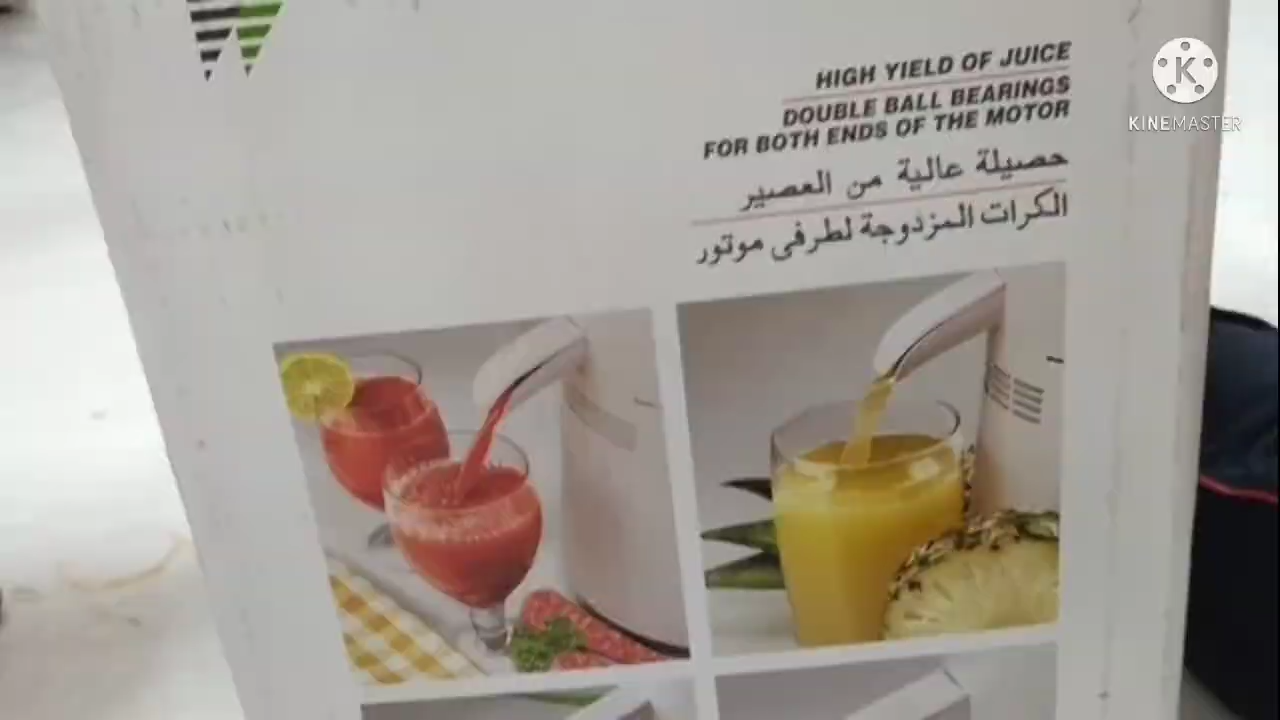 HIGH YIELD OF JUICE
DOUBLE BALL BEARINGS
FOR BOTH ENDS OF THE MOTOR
حصيلة عالية من العصير
الكرات المزدوجة لطرفى موتور
K
KINEMASTER